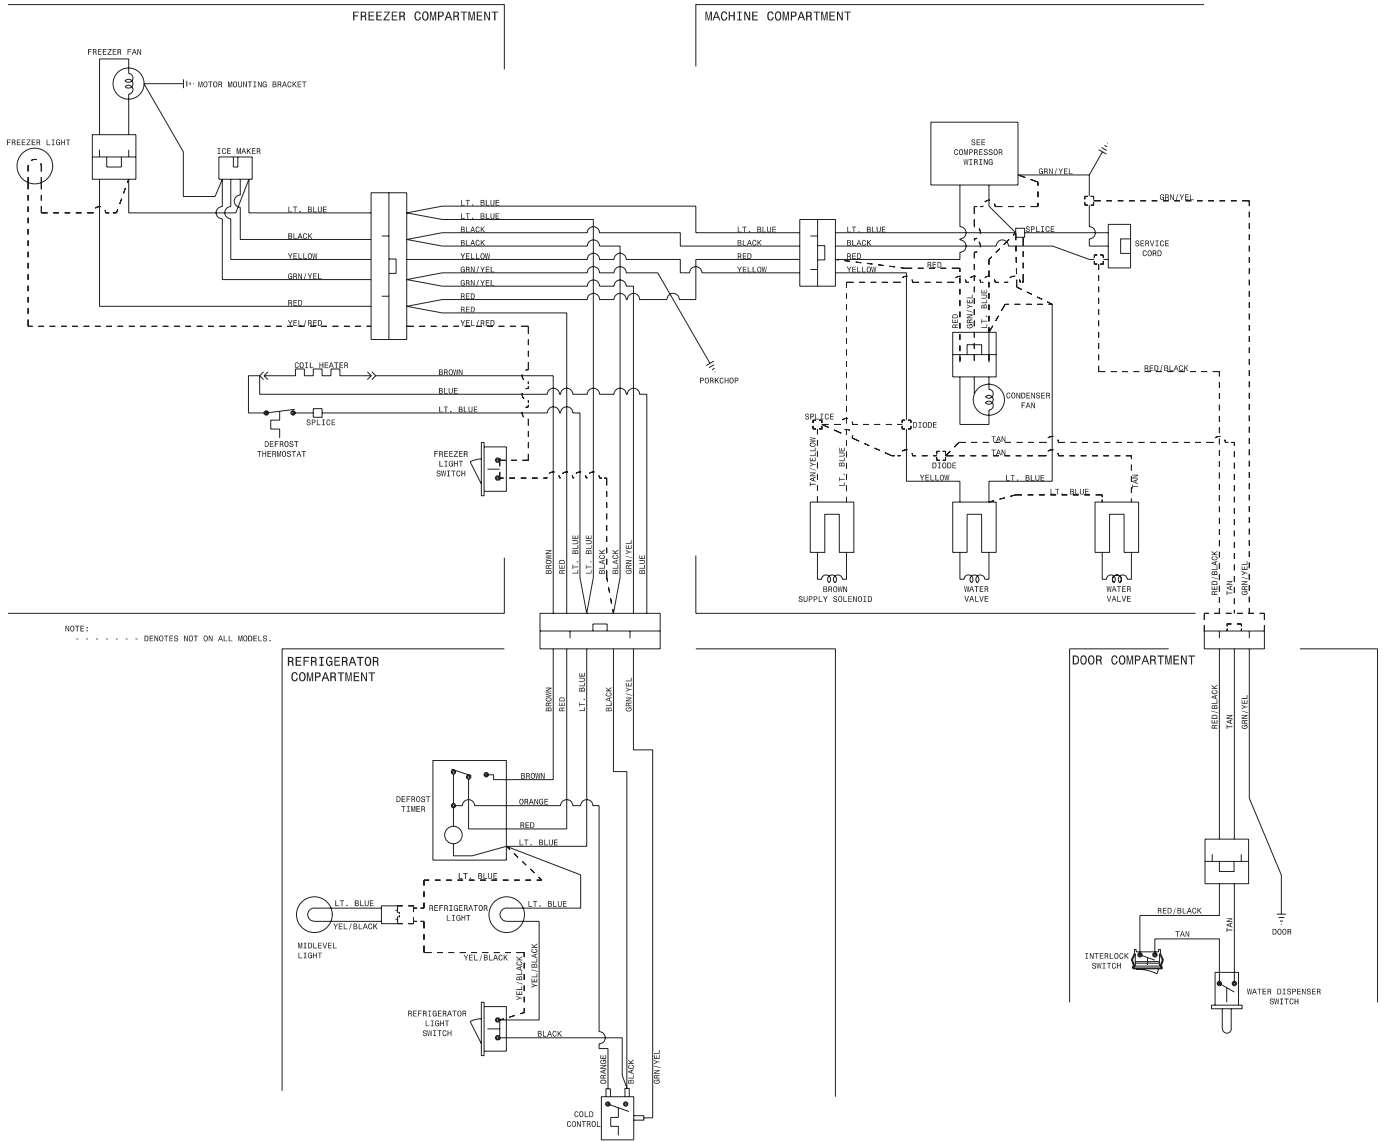 FREEZER COMPARTMENT
MACHINE COMPARTMENT
FREEZER FAN
MOTOR MOUNTING BRACKET
FREEZER LIGHT
ICE MAKER
LT. BLUE
BLACK
YELLOW
GRN/YEL
RED
YEL/RED
LT. BLUE
LT. BLUE
BLACK
BLACK
YELLOW
GRN/YEL
GRN/YEL
RED
RED
YEL/RED
PORKCHOP
LT. BLUE
BLACK
RED
YELLOW
LT. BLUE
BLACK
RED
YELLOW
RED
SEE
COMPRESSOR
WIRING
GRN/YEL
GRN/YEL
SPLICE
SERVICE
CORD
RED
GRN/YEL
LT. BLUE
CONDENSER
FAN
RED/BLACK
COIL HEATER
BROWN
BLUE
LT. BLUE
SPLICE
DEFROST
THERMOSTAT
FREEZER
LIGHT
SWITCH
SPLICE
DIODE
TAN
TAN
DIODE
TAN/YELLOW
LT. BLUE
YELLOW
LT. BLUE
LT. BLUE
TAN
BROWN
SUPPLY SOLENOID
WATER
VALVE
WATER
VALVE
BROWN
RED
LT. BLUE
LT. BLUE
BLACK
BLACK
GRN/YEL
BLUE
RED/BLACK
TAN
GRN/YEL
NOTE:
- - - - - - - DENOTES NOT ON ALL MODELS.
REFRIGERATOR
COMPARTMENT
DOOR COMPARTMENT
BROWN
RED
LT. BLUE
BLACK
GRN/YEL
RED/BLACK
TAN
GRN/YEL
DEFROST
TIMER
BROWN
ORANGE
RED
LT. BLUE
LT. BLUE
LT. BLUE
YEL/BLACK
MIDLEVEL
LIGHT
REFRIGERATOR
LIGHT
LT. BLUE
YEL/BLACK
YEL/BLACK
YEL/BLACK
REFRIGERATOR
LIGHT
SWITCH
BLACK
ORANGE
BLACK
GRN/YEL
COLD
CONTROL
RED/BLACK
TAN
TAN
DOOR
INTERLOCK
SWITCH
WATER DISPENSER
SWITCH